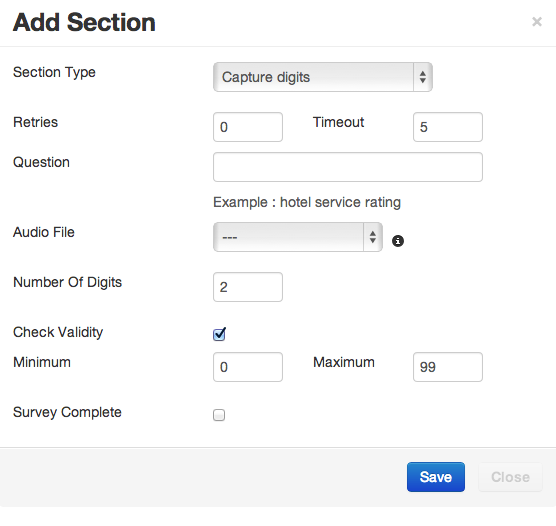 Add Section ×
Section Type Capture digits
Retries 0 Timeout 5
Question
Example : hotel service rating
Audio File ---
Number Of Digits 2
Check Validity
Minimum 0 Maximum 99
Survey Complete
Save Close